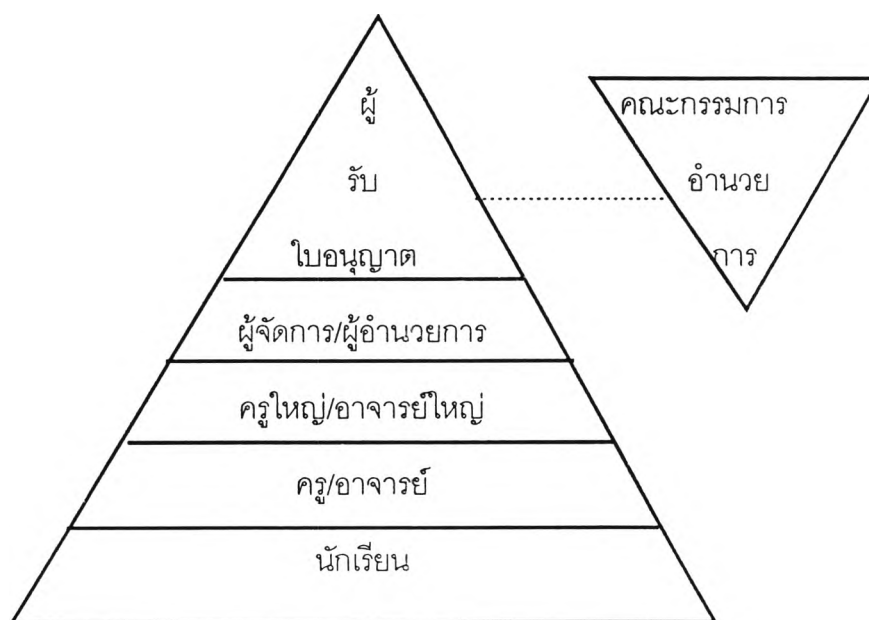 ผู้
รับ
ใบอนุญาต
ผู้จัดการ/ผู้อำนวยการ
ครูใหญ่/อาจารย์ใหญ่
ครู/อาจารย์
นักเรียน
คณะกรรมการ
อำนวย
การ